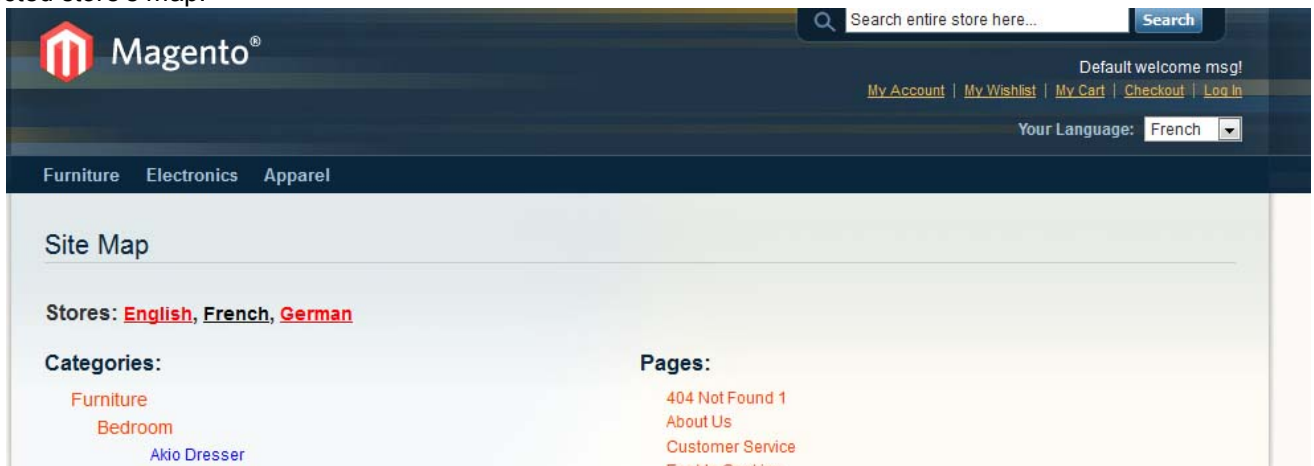 Search entire store here... Search
Magento®
Default welcome msg!
My Account | My Wishlist | My Cart | Checkout | Log In
Your Language: French
Furniture Electronics Apparel
Site Map
Stores: English, French, German
Categories:
Furniture
Bedroom
Akio Dresser
Pages:
404 Not Found 1
About Us
Customer Service